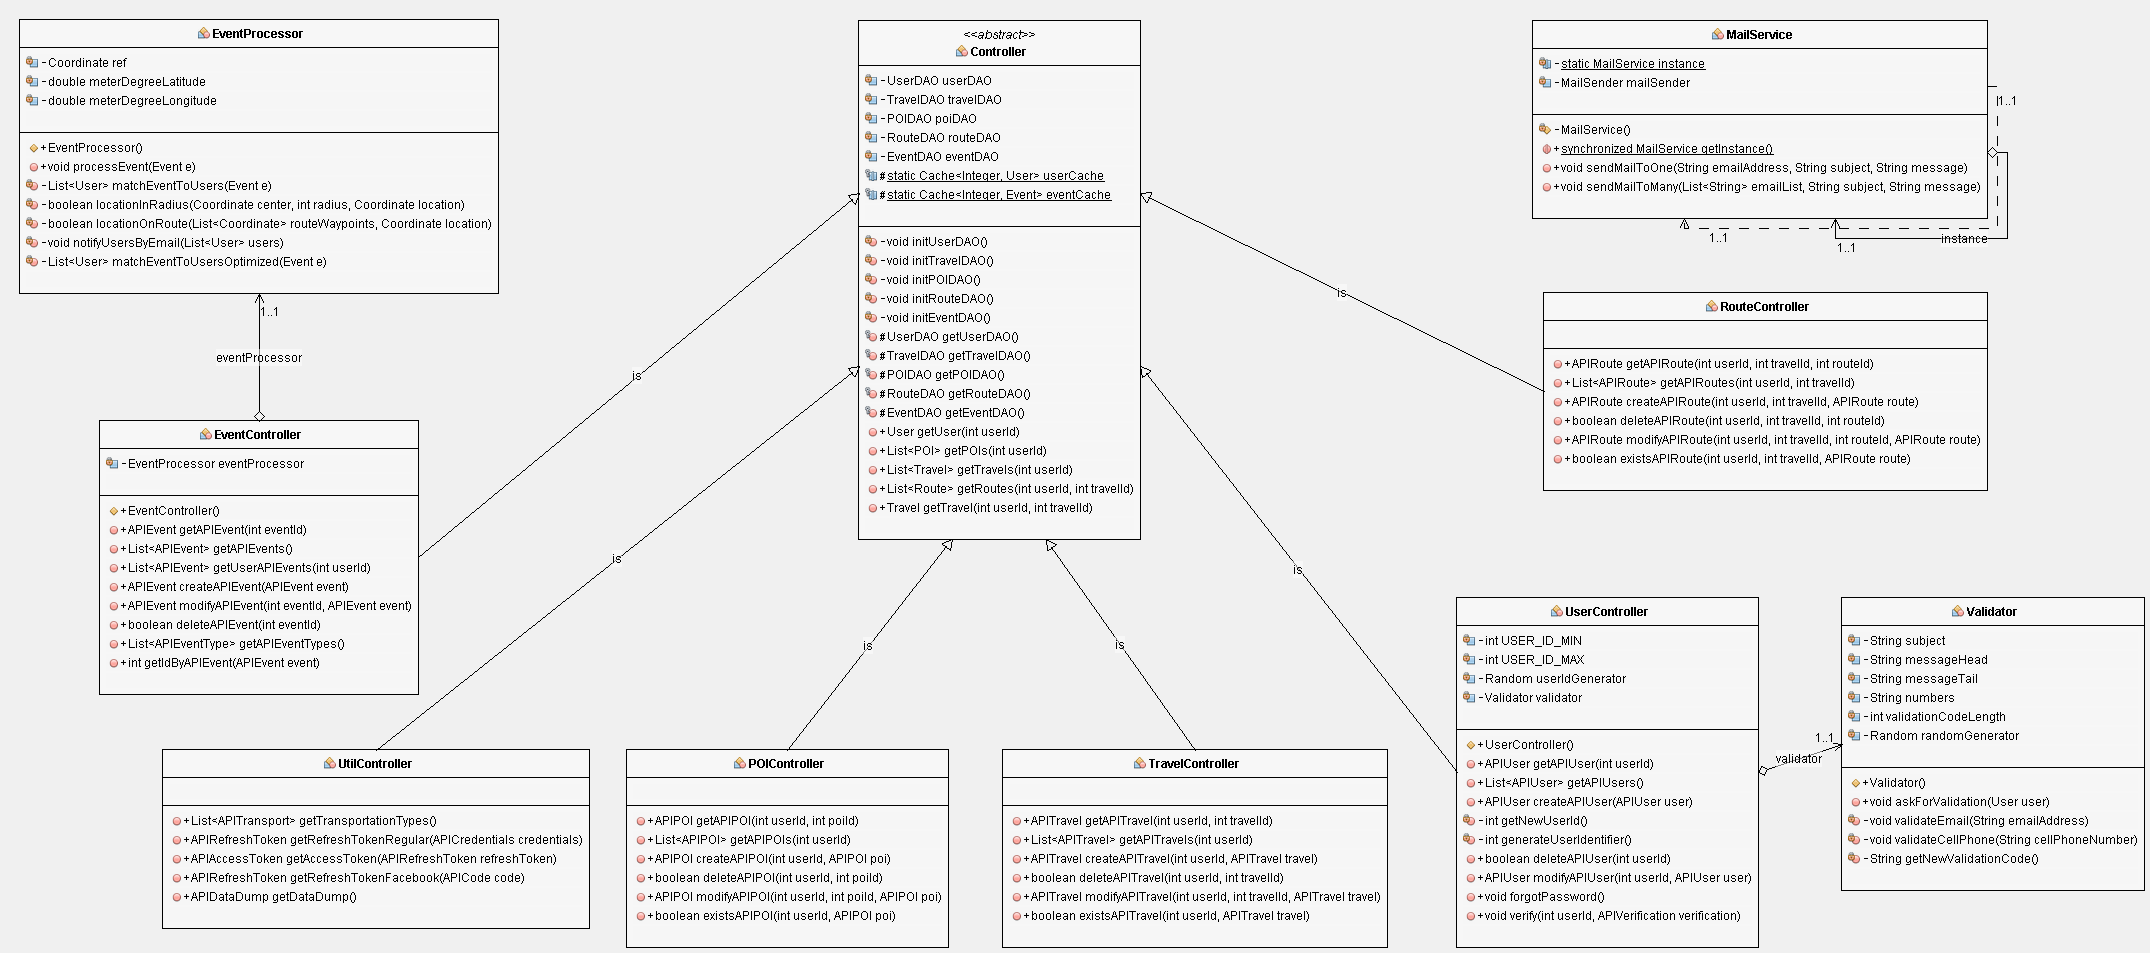 EventProcessor
- Coordinate ref
- double meterDegreeLatitude
- double meterDegreeLongitude
+ EventProcessor()
+ void processEvent(Event e)
- List<User> matchEventToUsers(Event e)
- boolean locationInRadius(Coordinate center, int radius, Coordinate location)
- boolean locationOnRoute(List<Coordinate> routeWaypoints, Coordinate location)
- void notifyUsersByEmail(List<User> users)
- List<User> matchEventToUsersOptimized(Event e)
1..1
eventProcessor
EventController
- EventProcessor eventProcessor
+ EventController()
+ APIEvent getAPIEvent(int eventId)
+ List<APIEvent> getAPIEvents()
+ List<APIEvent> getUserAPIEvents(int userId)
+ APIEvent createAPIEvent(APIEvent event)
+ APIEvent modifyAPIEvent(int eventId, APIEvent event)
+ boolean deleteAPIEvent(int eventId)
+ List<APIEventType> getAPIEventTypes()
+ int getIdByAPIEvent(APIEvent event)
<<abstract>>
Controller
- UserDAO userDAO
- TravelDAO travelDAO
- POIDAO poiDAO
- RouteDAO routeDAO
- EventDAO eventDAO
# static Cache<Integer, User> userCache
# static Cache<Integer, Event> eventCache
- void initUserDAO()
- void initTravelDAO()
- void initPOIDAO()
- void initRouteDAO()
- void initEventDAO()
# UserDAO getUserDAO()
# TravelDAO getTravelDAO()
# POIDAO getPOIDAO()
# RouteDAO getRouteDAO()
# EventDAO getEventDAO()
+ User getUser(int userId)
+ List<POI> getPOIs(int userId)
+ List<Travel> getTravels(int userId)
+ List<Route> getRoutes(int userId, int travelId)
+ Travel getTravel(int userId, int travelId)
is
is
is
is
is
is
MailService
- static MailService instance
- MailSender mailSender
- MailService()
+ synchronized MailService getInstance()
+ void sendMailToOne(String emailAddress, String subject, String message)
+ void sendMailToMany(List<String> emailList, String subject, String message)
1..1
1..1
1..1
instance
RouteController
+ APIRoute getAPIRoute(int userId, int travelId, int routeId)
+ List<APIRoute> getAPIRoutes(int userId, int travelId)
+ APIRoute createAPIRoute(int userId, int travelId, APIRoute route)
+ boolean deleteAPIRoute(int userId, int travelId, int routeId)
+ APIRoute modifyAPIRoute(int userId, int travelId, int routeId, APIRoute route)
+ boolean existsAPIRoute(int userId, int travelId, APIRoute route)
UtilController
+ List<APITransport> getTransportationTypes()
+ APIRefreshToken getRefreshTokenRegular(APICredentials credentials)
+ APIAccessToken getAccessToken(APIRefreshToken refreshToken)
+ APIRefreshToken getRefreshTokenFacebook(APICode code)
+ APIDataDump getDataDump()
POIController
+ APIPOI getAPIPOI(int userId, int poiId)
+ List<APIPOI> getAPIPOIs(int userId)
+ APIPOI createAPIPOI(int userId, APIPOI poi)
+ boolean deleteAPIPOI(int userId, int poiId)
+ APIPOI modifyAPIPOI(int userId, int poiId, APIPOI poi)
+ boolean existsAPIPOI(int userId, APIPOI poi)
TravelController
+ APITravel getAPITravel(int userId, int travelId)
+ List<APITravel> getAPITravels(int userId)
+ APITravel createAPITravel(int userId, APITravel travel)
+ boolean deleteAPITravel(int userId, int travelId)
+ APITravel modifyAPITravel(int userId, int travelId, APITravel travel)
+ boolean existsAPITravel(int userId, APITravel travel)
UserController
- int USER_ID_MIN
- int USER_ID_MAX
- Random userIdGenerator
- Validator validator
+ UserController()
+ APIUser getAPIUser(int userId)
+ List<APIUser> getAPIUsers()
+ APIUser createAPIUser(APIUser user)
- int getNewUserId()
- int generateUserIdentifier()
+ boolean deleteAPIUser(int userId)
+ APIUser modifyAPIUser(int userId, APIUser user)
+ void forgotPassword()
+ void verify(int userId, APIVerification verification)
1..1
validator
Validator
- String subject
- String messageHead
- String messageTail
- String numbers
- int validationCodeLength
- Random randomGenerator
+ Validator()
+ void askForValidation(User user)
- void validateEmail(String emailAddress)
- void validateCellPhone(String cellPhoneNumber)
- String getNewValidationCode()